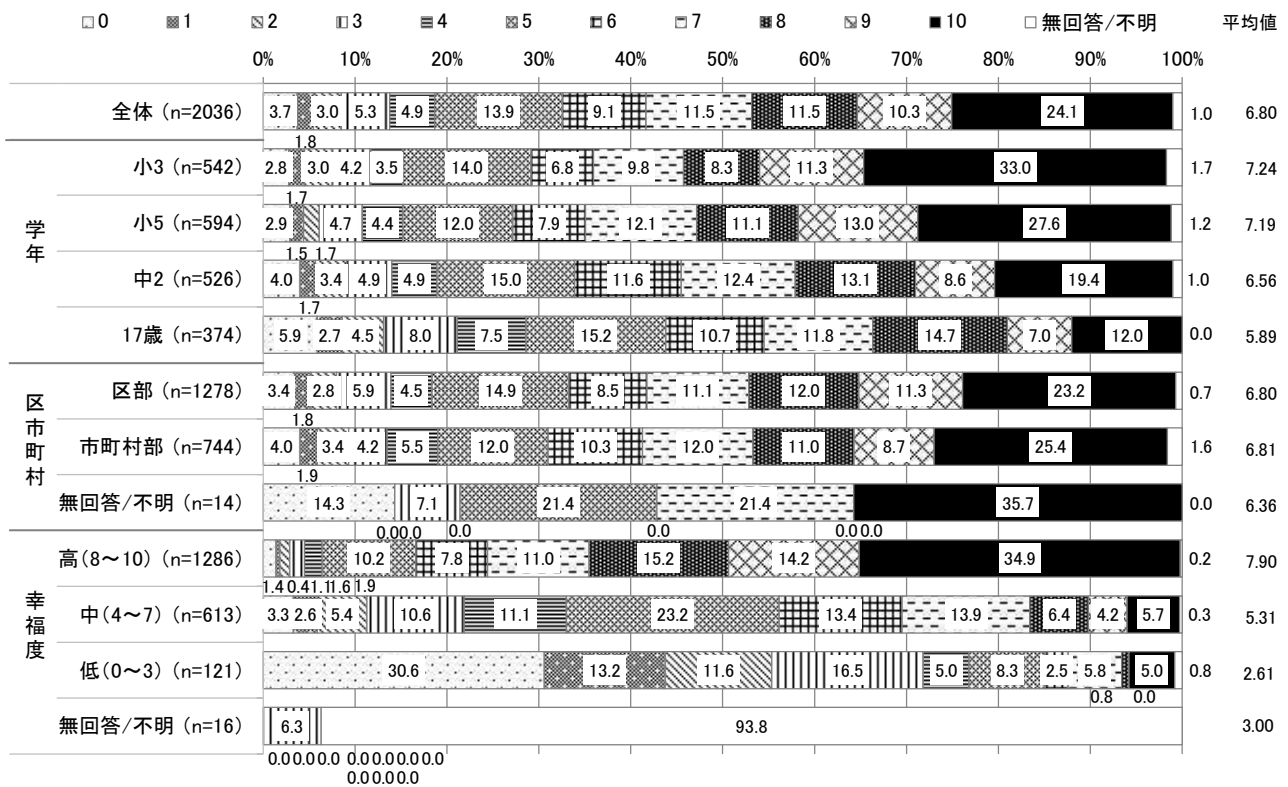 0 1 2 3 4 5 6 7 8 9 10 無回答/不明 平均値
0% 10% 20% 30% 40% 50% 60% 70% 80% 90% 100%
全体 (n=2036) 3.7 3.0 5.3 4.9 13.9 9.1 11.5 11.5 10.3 24.1 1.0 6.80
1.8
学年
小3 (n=542) 2.8 3.0 4.2 3.5 14.0 6.8 9.8 8.3 11.3 33.0 1.7 7.24
1.7
小5 (n=594) 2.9 4.7 4.4 12.0 7.9 12.1 11.1 13.0 27.6 1.2 7.19
1.5 1.7
中2 (n=526) 4.0 3.4 4.9 4.9 15.0 11.6 12.4 13.1 8.6 19.4 1.0 6.56
1.7
17歳 (n=374) 5.9 2.7 4.5 8.0 7.5 15.2 10.7 11.8 14.7 7.0 12.0 0.0 5.89
区市町村
区部 (n=1278) 3.4 2.8 5.9 4.5 14.9 8.5 11.1 12.0 11.3 23.2 0.7 6.80
1.8
市町村部 (n=744) 4.0 3.4 4.2 5.5 12.0 10.3 12.0 11.0 8.7 25.4 1.6 6.81
1.9
無回答/不明 (n=14) 14.3 7.1 21.4 21.4 35.7 0.0 6.36
0.0 0.0 0.0 0.0 0.0 0.0
幸福度
高(8～10) (n=1286) 10.2 7.8 11.0 15.2 14.2 34.9 0.2 7.90
1.4 0.4 1.1 1.6 1.9
中(4～7) (n=613) 3.3 2.6 5.4 10.6 11.1 23.2 13.4 13.9 6.4 4.2 5.7 0.3 5.31
低(0～3) (n=121) 30.6 13.2 11.6 16.5 5.0 8.3 2.5 5.8 5.0 0.8 2.61
0.8 0.0
無回答/不明 (n=16) 6.3 93.8 3.00
0.0 0.0 0.0 0.0 0.0 0.0 0.0
0.0 0.0 0.0